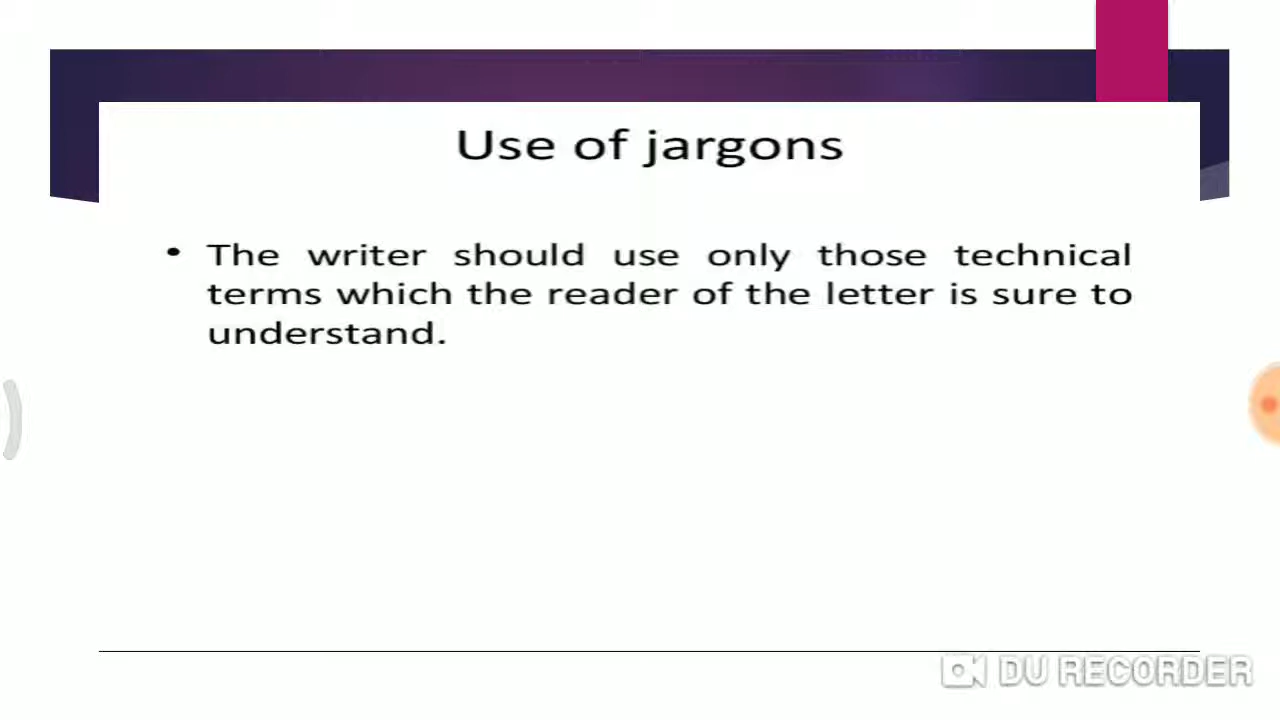 Use of jargons
• The writer should use only those technical
terms which the reader of the letter is sure to
understand.
DU RECORDER